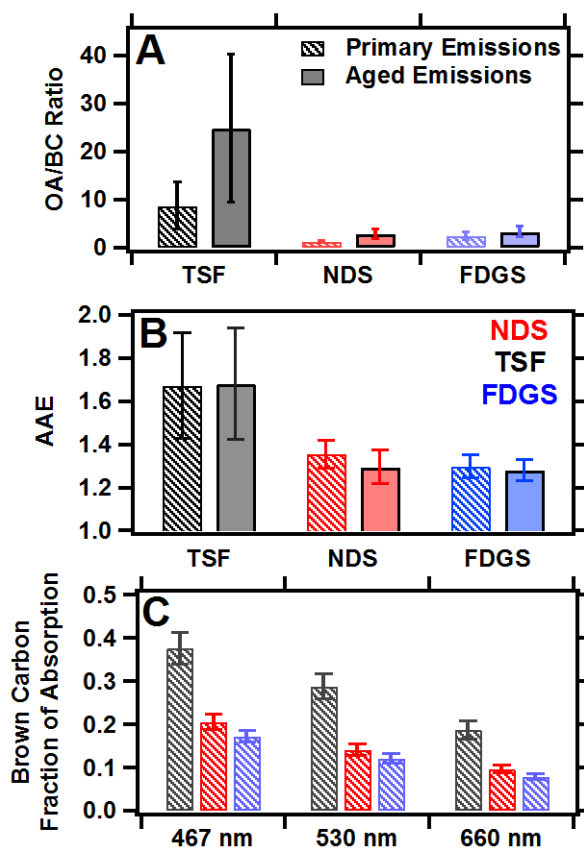 A
Primary Emissions
Aged Emissions
OA/BC Ratio
40
30
20
10
0
TSF NDS FDGS
B
NDS
TSF
FDGS
AAE
2.0
1.8
1.6
1.4
1.2
1.0
TSF NDS FDGS
C
Brown Carbon
Fraction of Absorption
0.5
0.4
0.3
0.2
0.1
0.0
467 nm 530 nm 660 nm